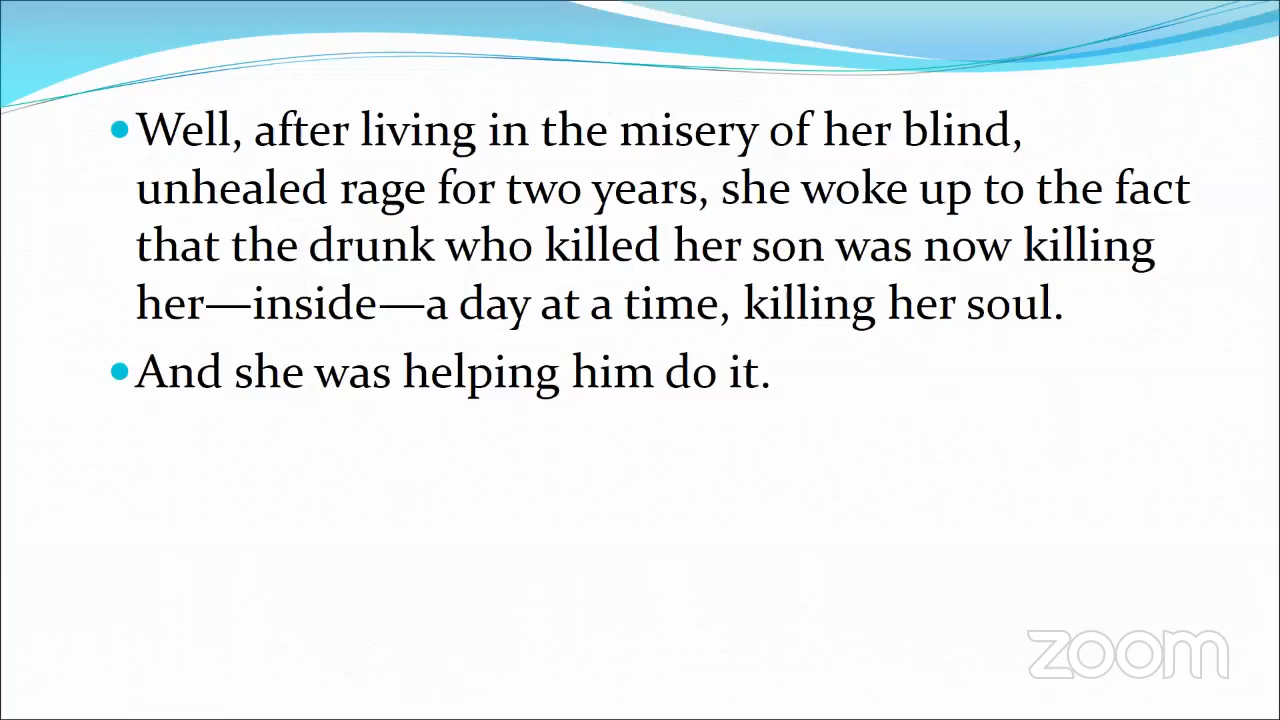 Well, after living in the misery of her blind,
unhealed rage for two years, she woke up to the fact
that the drunk who killed her son was now killing
her—inside—a day at a time, killing her soul.
And she was helping him do it.
zoom